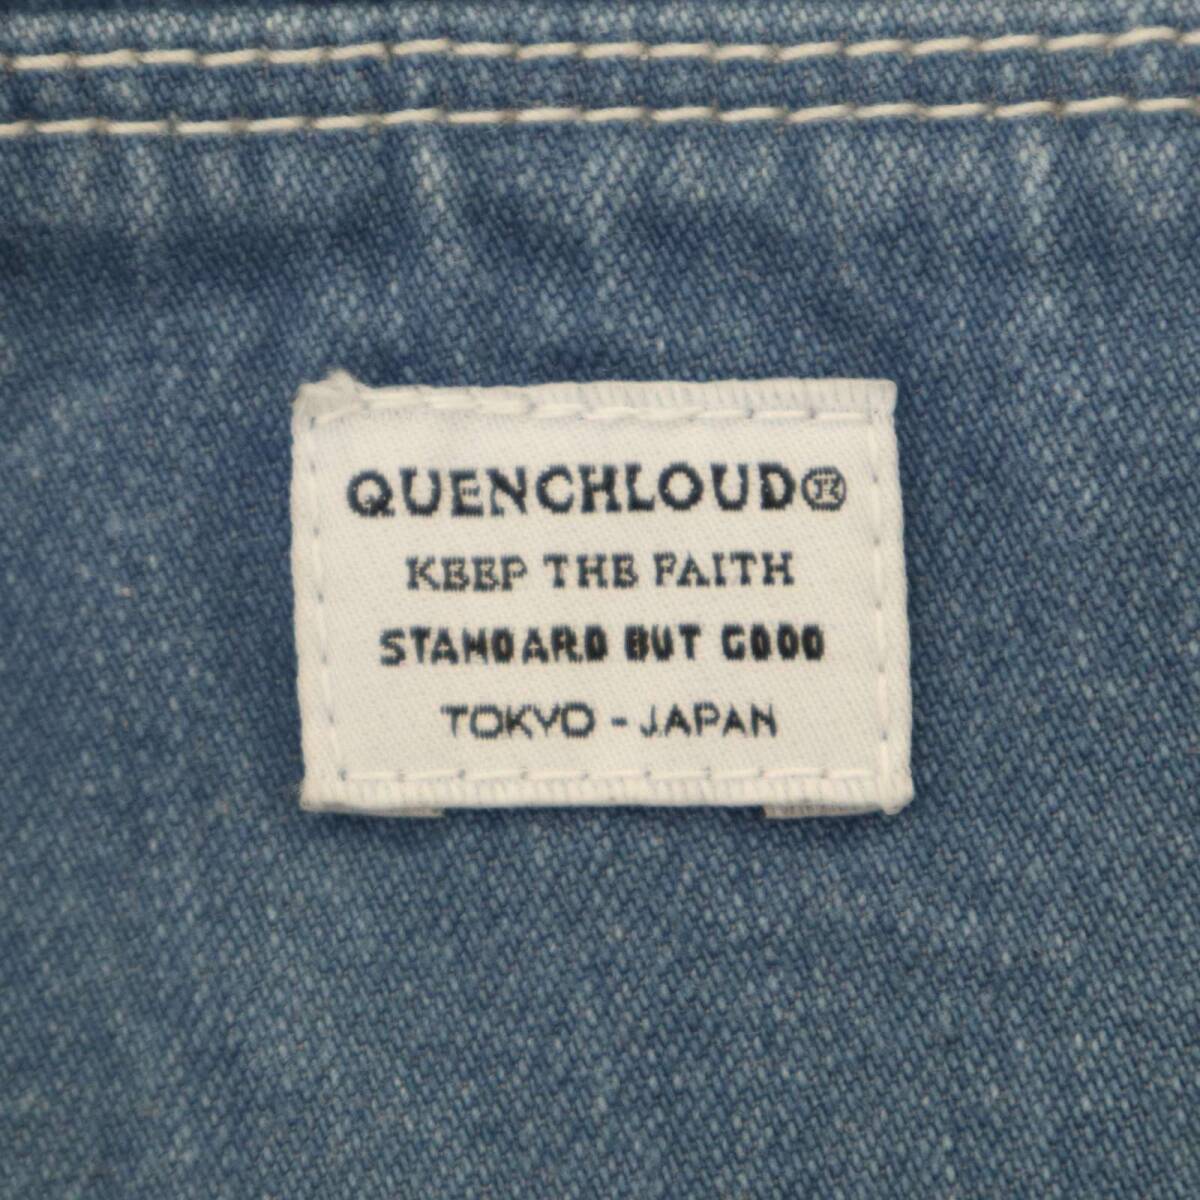 QUENCHLOUD®
KEEP THE FAITH
STANDARD BUT GOOD
TOKYO - JAPAN